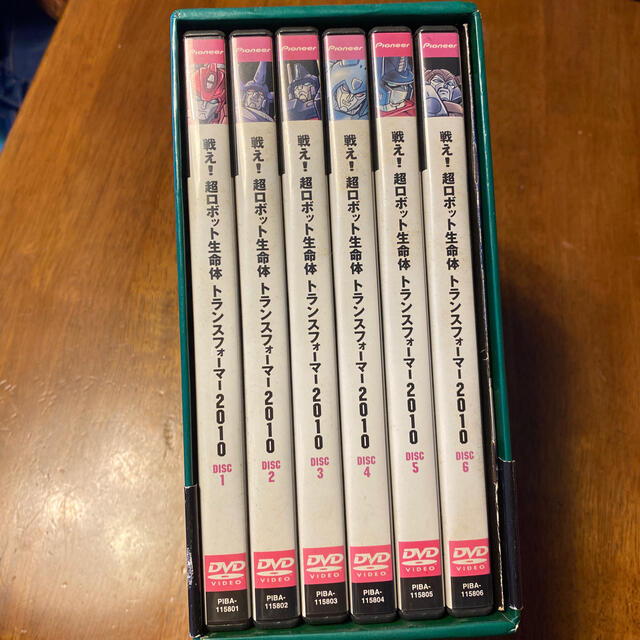 Pioneer
戦え！超ロボット生命体 トランスフォーマー2010
DISC
1
DVD
VIDEO
PIBA-
115801
Pioneer
戦え！超ロボット生命体 トランスフォーマー2010
DISC
2
DVD
VIDEO
PIBA-
115802
Pioneer
戦え！超ロボット生命体 トランスフォーマー2010
DISC
3
DVD
VIDEO
PIBA-
115803
Pioneer
戦え！超ロボット生命体 トランスフォーマー2010
DISC
4
DVD
VIDEO
PIBA-
115804
Pioneer
戦え！超ロボット生命体 トランスフォーマー2010
DISC
5
DVD
VIDEO
PIBA-
115805
Pioneer
戦え！超ロボット生命体 トランスフォーマー2010
DISC
6
DVD
VIDEO
PIBA-
115806